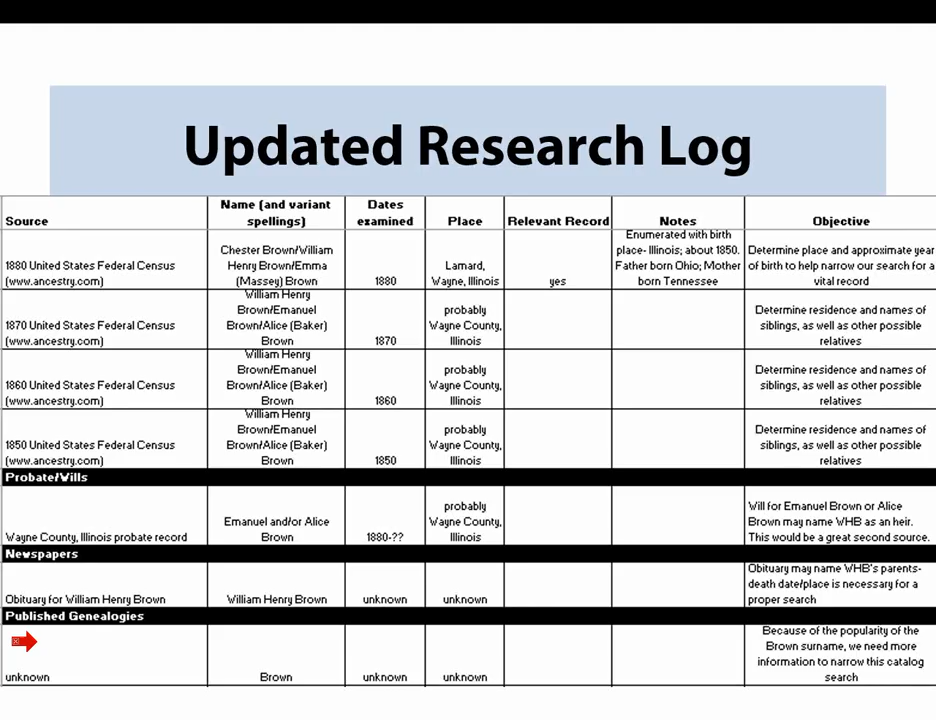 Updated Research Log
Source
Name (and variant
spellings)
Dates
examined
Place
Relevant Record
Notes
Objective
1880 United States Federal Census
(www.ancestry.com)
Chester Brown/William
Henry Brown/Emma
(Massey) Brown
1880
Lamard,
Wayne, Illinois
yes
Enumerated with birth
place- Illinois; about 1850.
Father born Ohio; Mother
born Tennessee
Determine place and approximate year
of birth to help narrow our search for a
vital record
1870 United States Federal Census
(www.ancestry.com)
William Henry
Brown/Emanuel
Brown/Alice (Baker)
Brown
1870
probably
Wayne County,
Illinois
Determine residence and names of
siblings, as well as other possible
relatives
1860 United States Federal Census
(www.ancestry.com)
William Henry
Brown/Emanuel
Brown/Alice (Baker)
Brown
1860
probably
Wayne County,
Illinois
Determine residence and names of
siblings, as well as other possible
relatives
1850 United States Federal Census
(www.ancestry.com)
William Henry
Brown/Emanuel
Brown/Alice (Baker)
Brown
1850
probably
Wayne County,
Illinois
Determine residence and names of
siblings, as well as other possible
relatives
Probate/Wills
Wayne County, Illinois probate record
Emanuel and/or Alice
Brown
1880-??
probably
Wayne County,
Illinois
Will for Emanuel Brown or Alice
Brown may name WHB as an heir.
This would be a great second source.
Newspapers
Obituary for William Henry Brown
William Henry Brown
unknown
unknown
Obituary may name WHB's parents-
death date/place is necessary for a
proper search
Published Genealogies
unknown
Brown
unknown
unknown
Because of the popularity of the
Brown surname, we need more
information to narrow this catalog
search